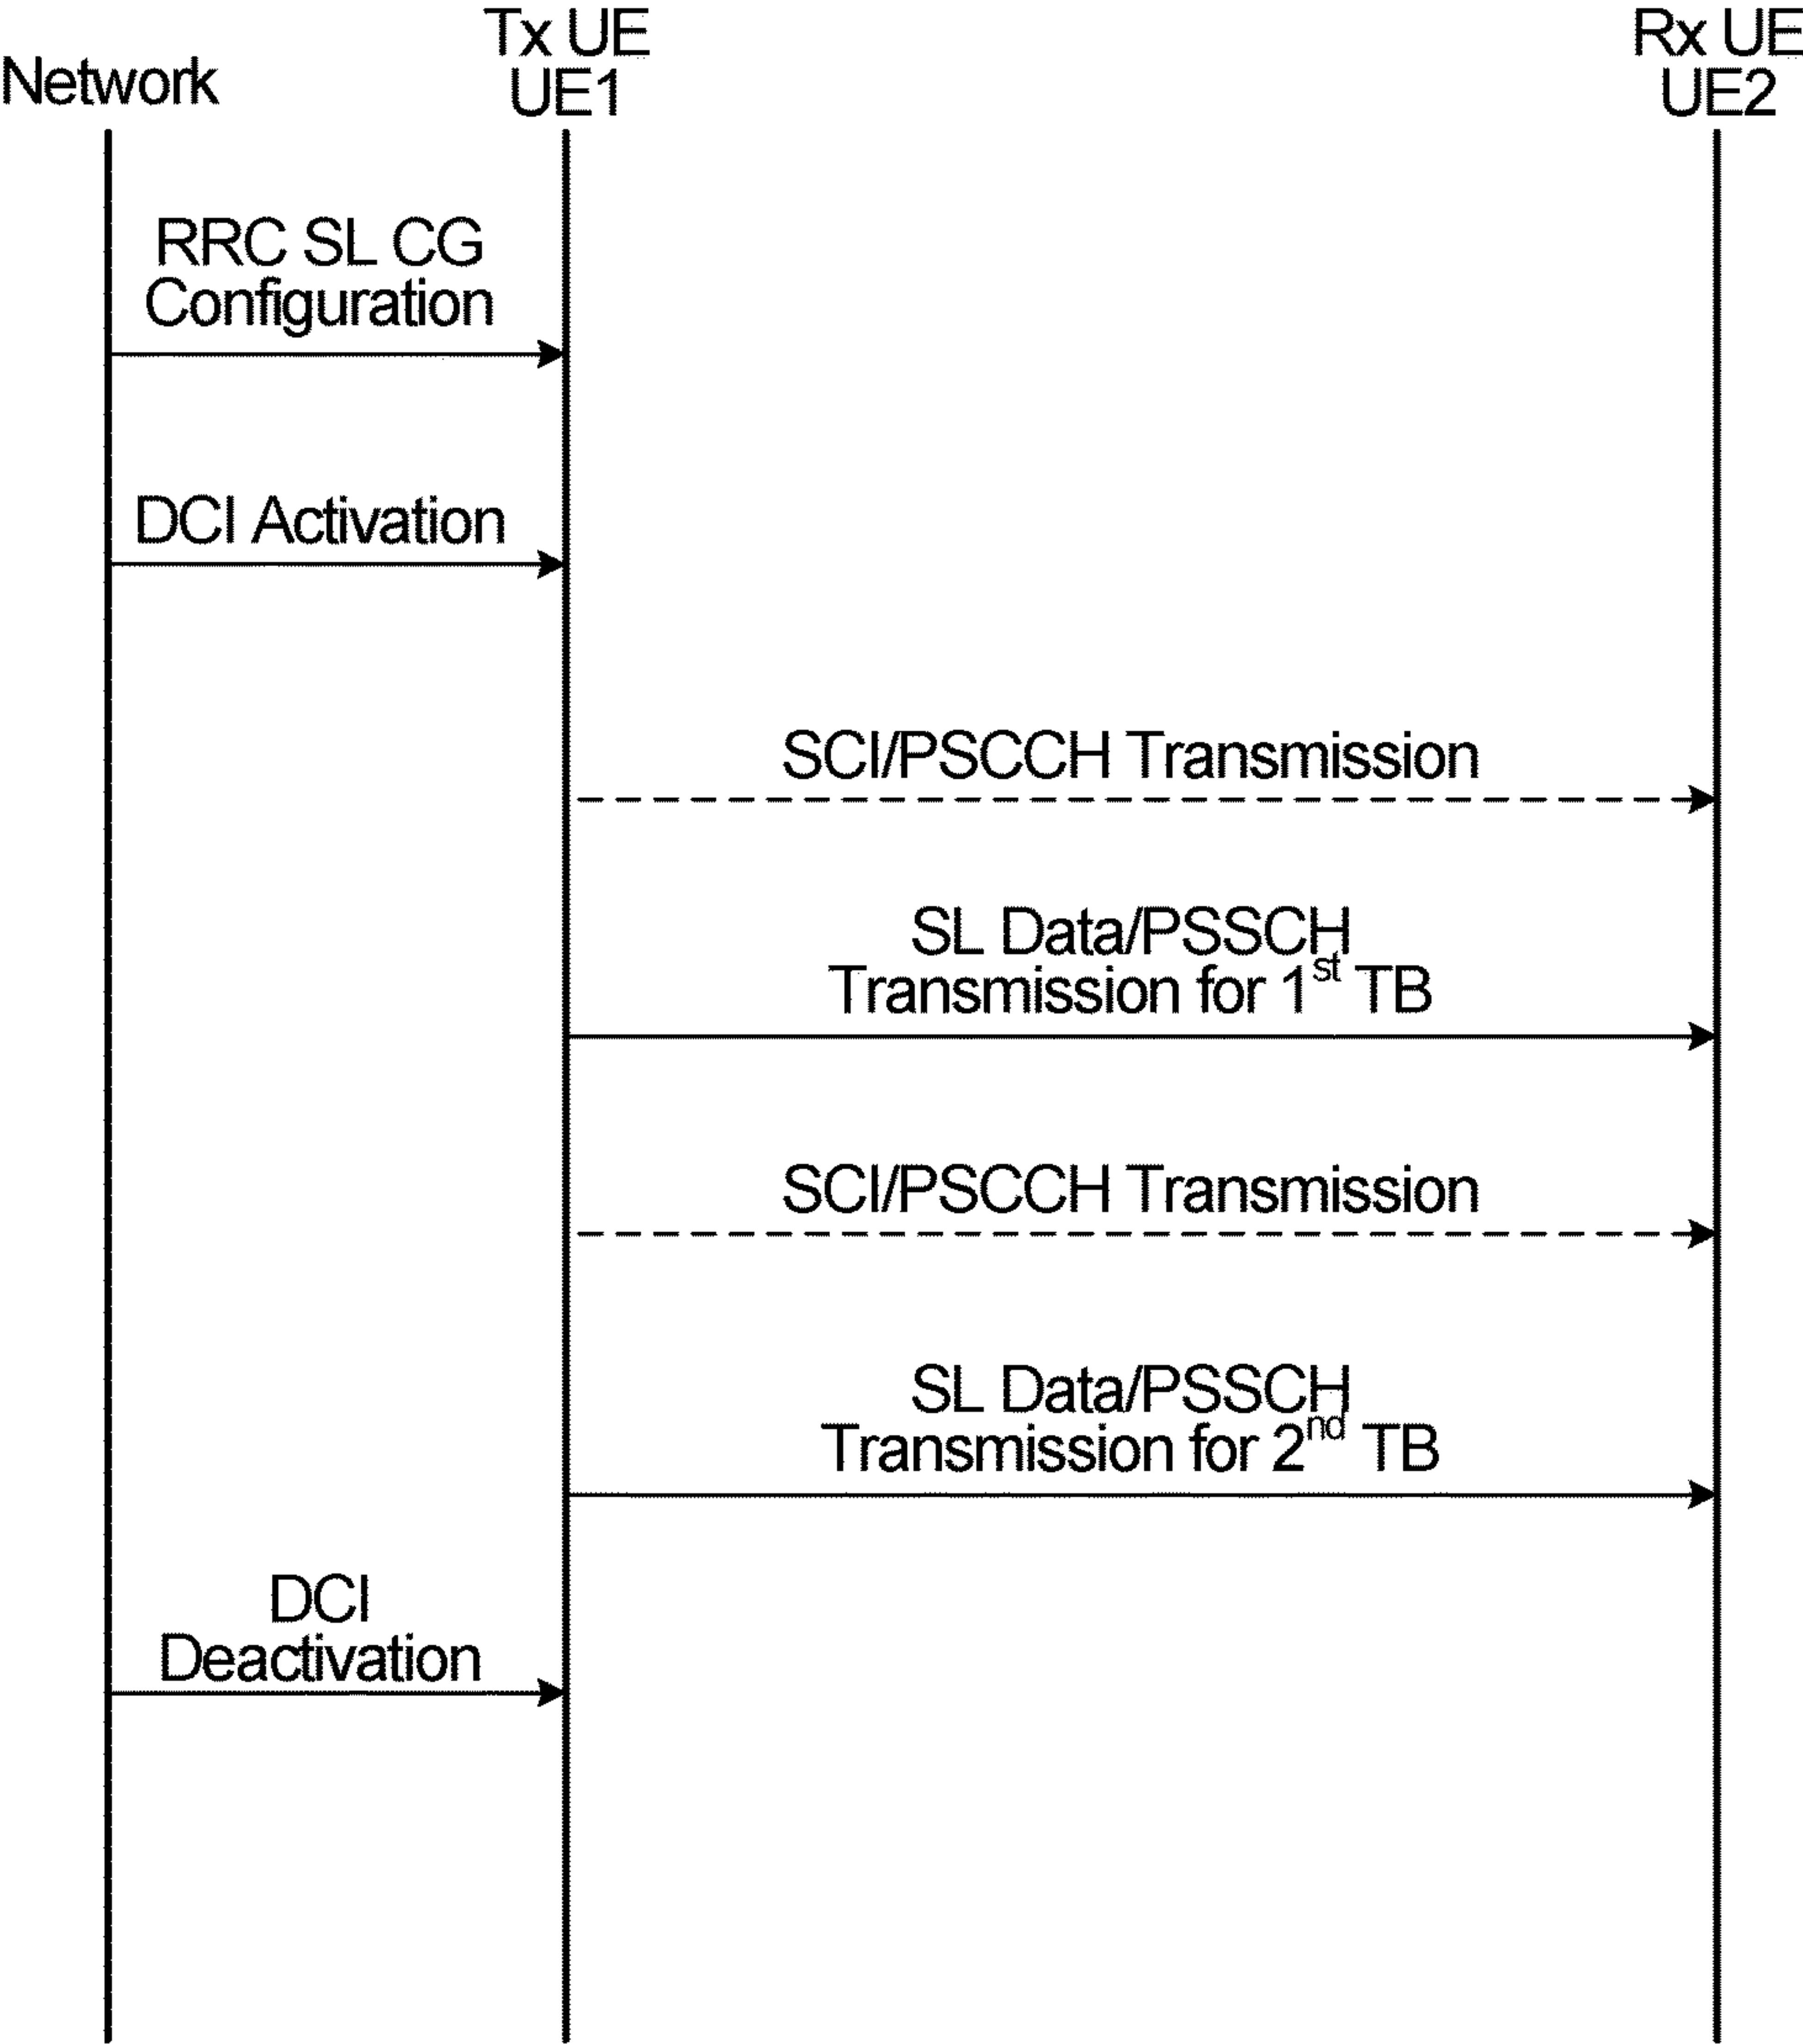 Network
Tx UE
UE1
Rx UE
UE2
RRC SL CG
Configuration
DCI Activation
SCI/PSCCH Transmission
SL Data/PSSCH
Transmission for 1st TB
SCI/PSCCH Transmission
SL Data/PSSCH
Transmission for 2nd TB
DCI
Deactivation